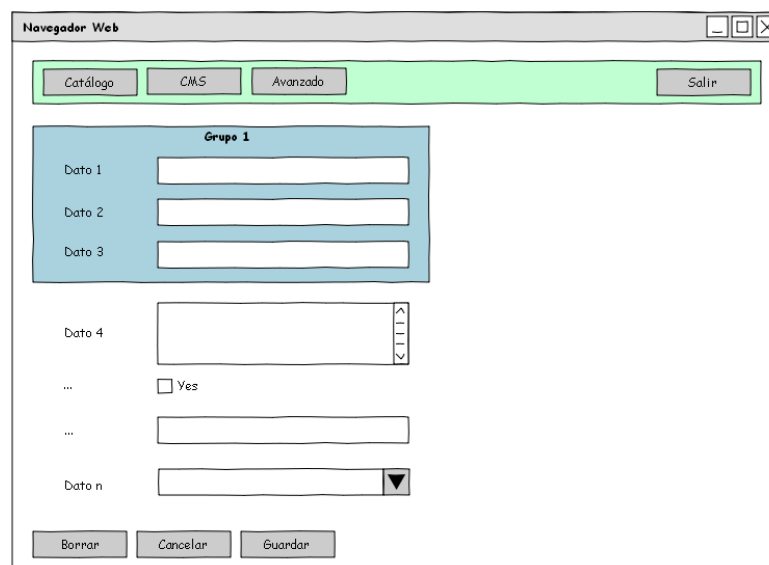 Navegador Web
Catálogo CMS Avanzado Salir
Grupo 1
Dato 1
Dato 2
Dato 3
Dato 4
... Yes
...
Dato n
Borrar Cancelar Guardar